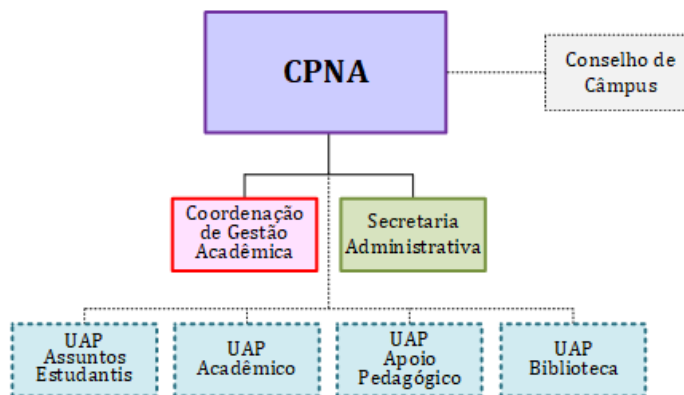 CPNA
Conselho de
Câmpus
Coordenação
de Gestão
Acadêmica
Secretaria
Administrativa
UAP
Assuntos
Estudantis
UAP
Acadêmico
UAP
Apoio
Pedagógico
UAP
Biblioteca